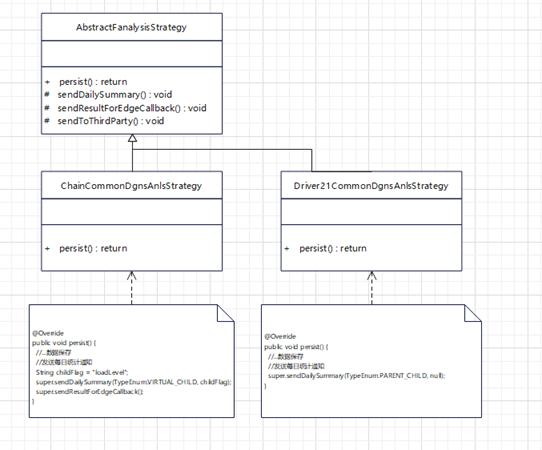 AbstractFanalysisStrategy
+ persist() : return
# sendDailySummary() : void
# sendResultForEdgeCallback() : void
# sendToThirdParty() : void
ChainCommonDgnsAnlsStrategy
+ persist() : return
Driver21CommonDgnsAnlsStrategy
+ persist() : return
@Override
public void persist() {
//...数据保存
//发送每日统计通知
String childFlag = "loadLevel";
super.sendDailySummary(TypeEnum.VIRTUAL_CHILD, childFlag);
super.sendResultForEdgeCallback();
}
@Override
public void persist() {
//...数据保存
//发送每日统计通知
super.sendDailySummary(TypeEnum.PARENT_CHILD, null);
}